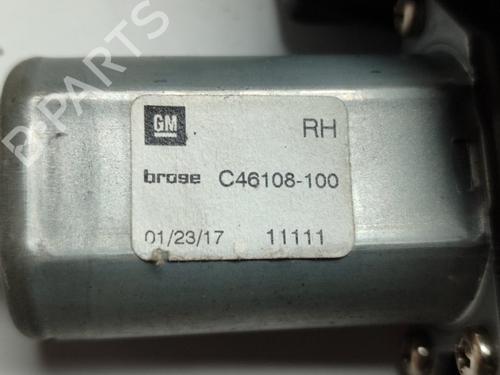 B PARTS
GM RH
brose C46108-100
01/23/17 11111